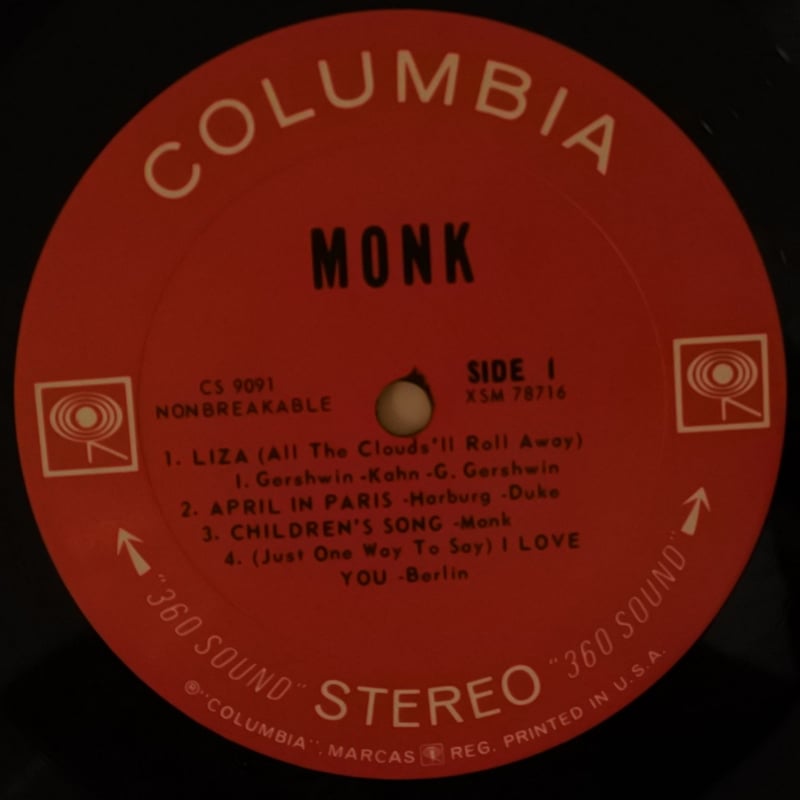 COLUMBIA
MONK
CS 9091
NONBREAKABLE
SIDE 1
XSM 78716
1. LIZA (All The Clouds'll Roll Away)
I. Gershwin -Kahn -G. Gershwin
2. APRIL IN PARIS -Harburg -Duke
3. CHILDREN'S SONG -Monk
4. (Just One Way To Say) I LOVE
YOU -Berlin
"360 SOUND" STEREO "360 SOUND"
®"COLUMBIA", MARCAS REG. PRINTED IN U.S.A.